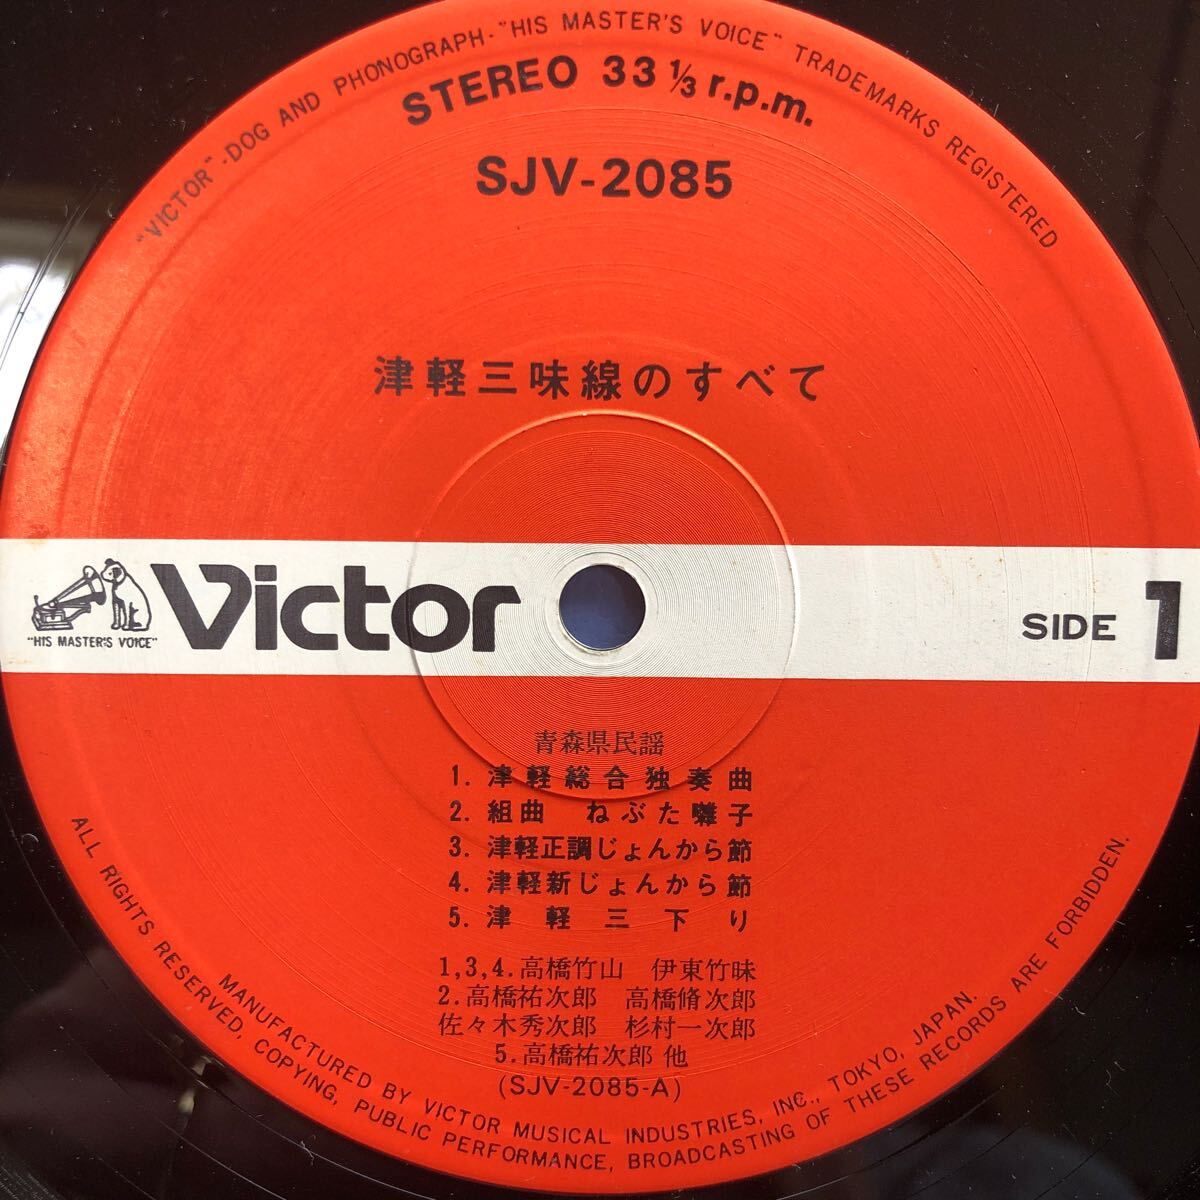 "VICTOR"-DOG AND PHONOGRAPH-"HIS MASTER'S VOICE" TRADEMARKS REGISTERED
STEREO 33 1/3 r.p.m.
SJV-2085
津軽三味線のすべて
"HIS MASTER'S VOICE"
Victor
SIDE 1
青森県民謡
1. 津軽総合独奏曲
2. 組曲 ねぶた囃子
3. 津軽正調じょんから節
4. 津軽新じょんから節
5. 津軽三下り
1,3,4. 高橋竹山 伊東竹味
2. 高橋祐次郎 高橋脩次郎
佐々木秀次郎 杉村一次郎
5. 高橋祐次郎 他
(SJV-2085-A)
MANUFACTURED BY VICTOR MUSICAL INDUSTRIES, INC., TOKYO, JAPAN.
ALL RIGHTS RESERVED, COPYING, PUBLIC PERFORMANCE, BROADCASTING OF THESE RECORDS ARE FORBIDDEN.